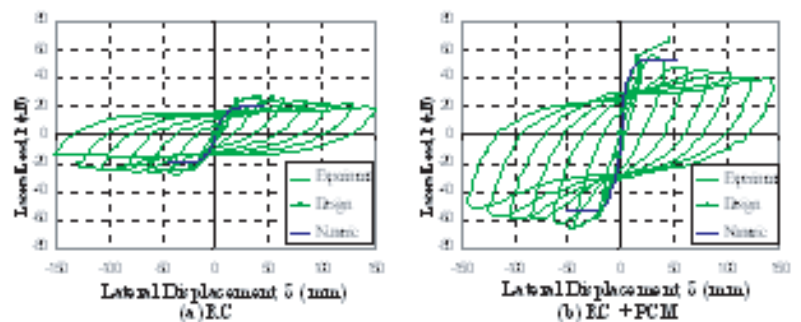 80
60
40
20
0
-20
-40
-60
-80
-150 -100 -50 0 50 100 150
Experiment
Design
Numeric
Lateral Displacement, δ (mm)
(a) RC
80
60
40
20
0
-20
-40
-60
-80
-150 -100 -50 0 50 100 150
Experiment
Design
Numeric
Lateral Displacement, δ (mm)
(b) RC +PCM